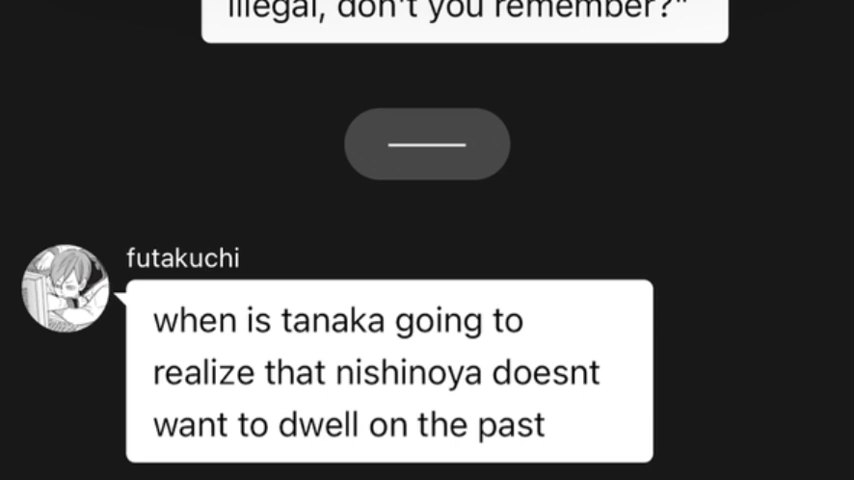 illegal, don't you remember?"
futakuchi
when is tanaka going to
realize that nishinoya doesnt
want to dwell on the past